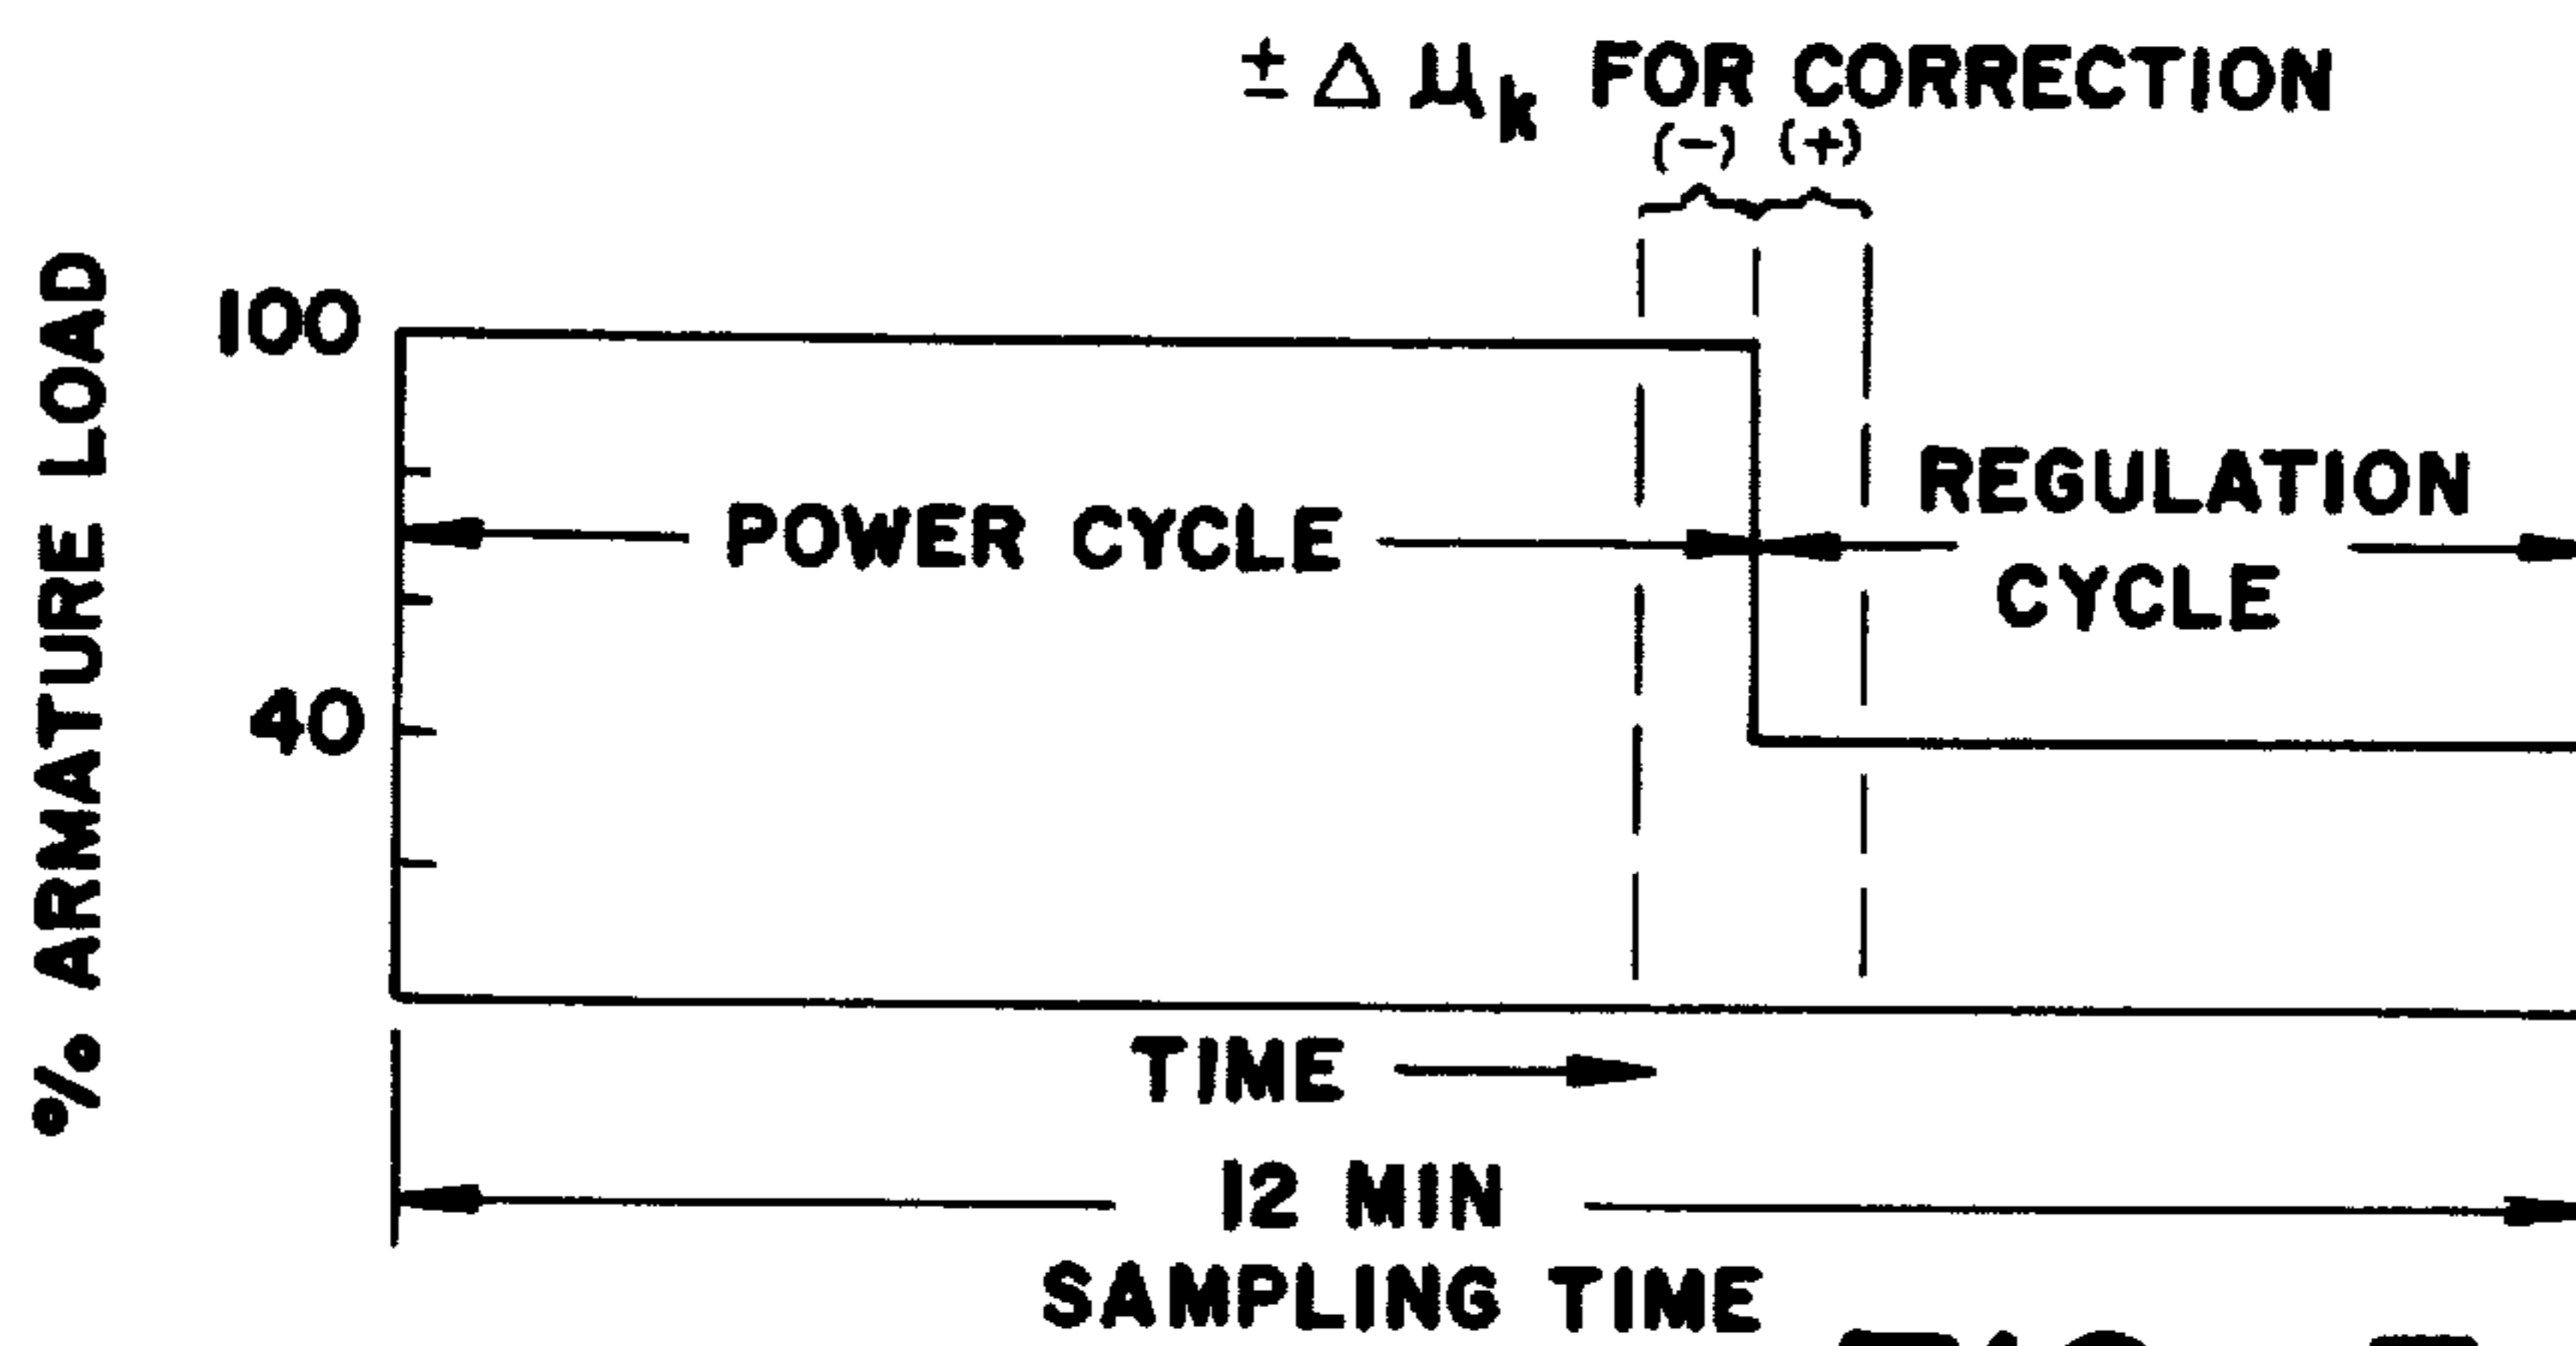 ± Δ μk FOR CORRECTION
(-) (+)
% ARMATURE LOAD
100
POWER CYCLE
REGULATION
CYCLE
40
TIME
12 MIN
SAMPLING TIME